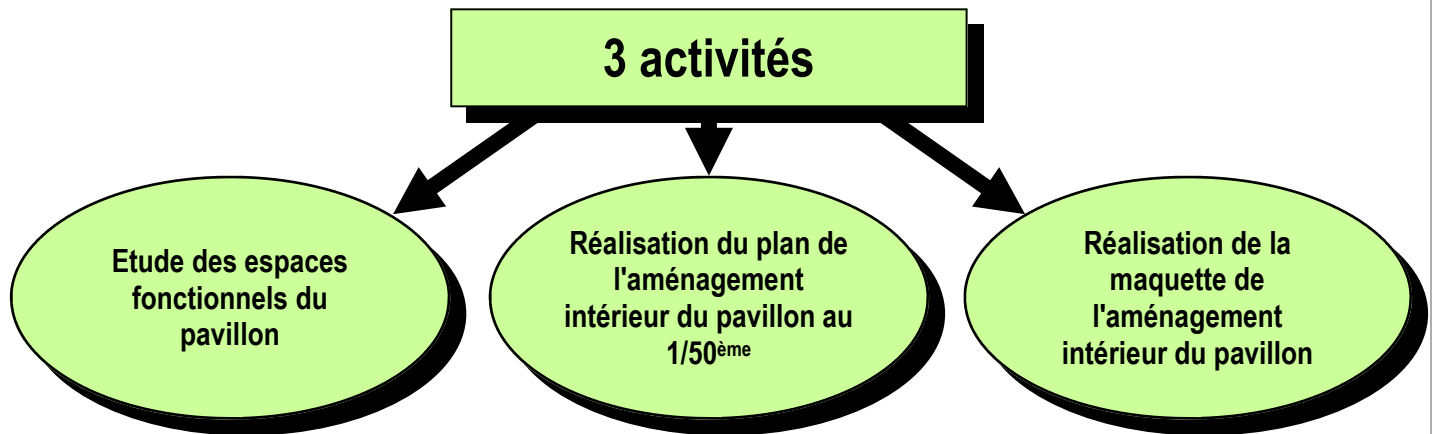 3 activités
Etude des espaces
fonctionnels du
pavillon
Réalisation du plan de
l'aménagement
intérieur du pavillon au
1/50ème
Réalisation de la
maquette de
l'aménagement
intérieur du pavillon